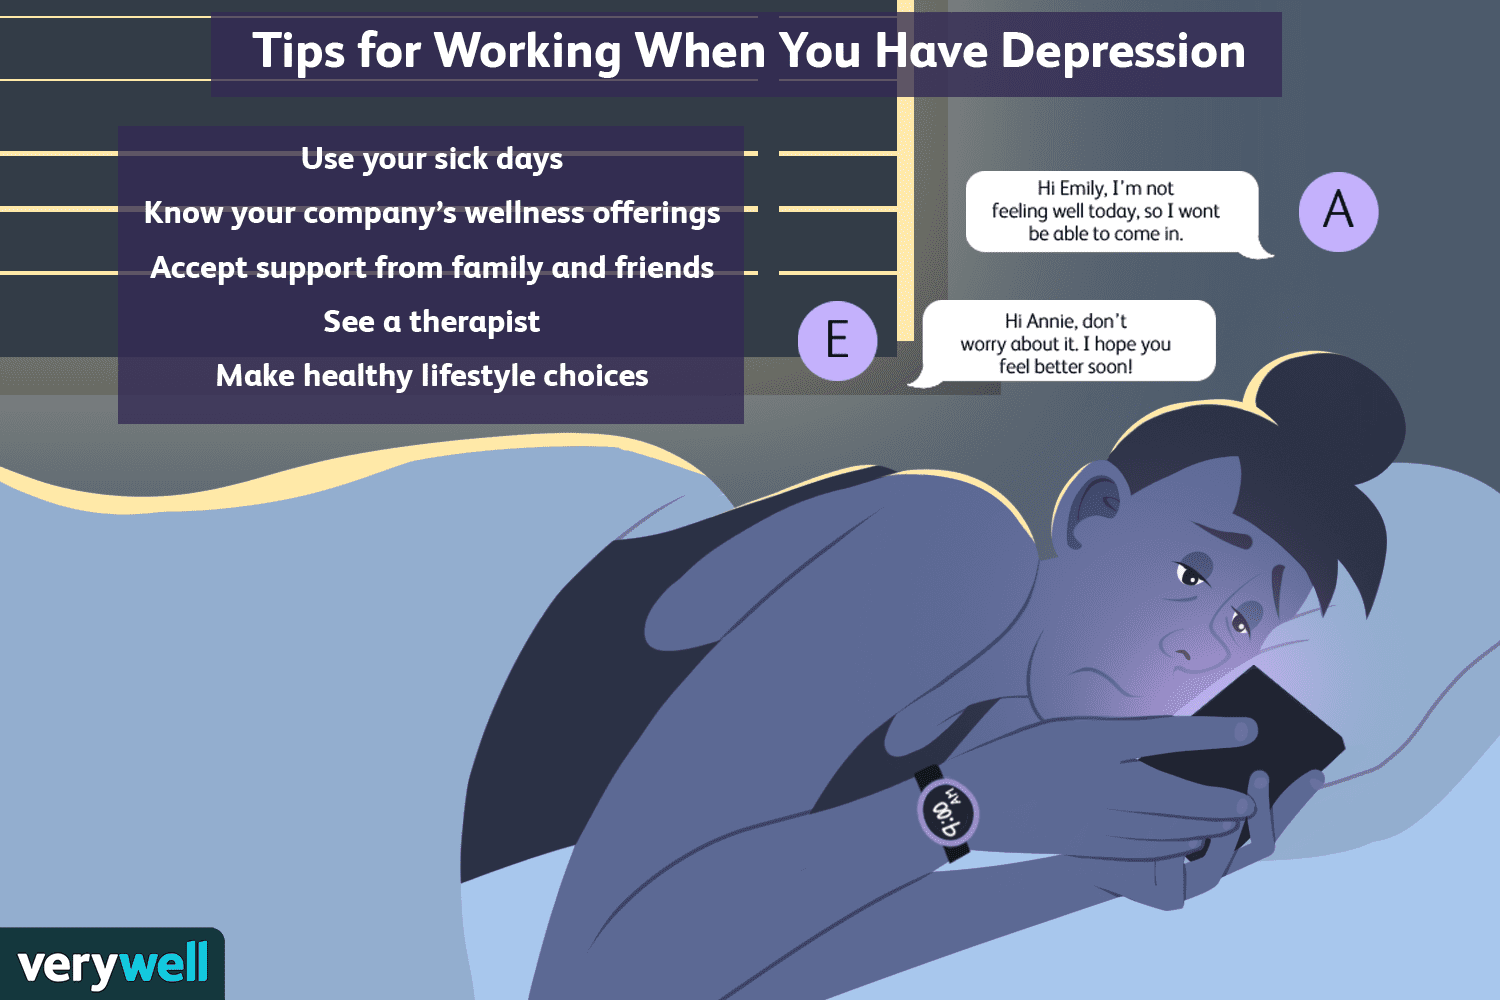 Tips for Working When You Have Depression
Use your sick days
Know your company's wellness offerings
Accept support from family and friends
See a therapist
Make healthy lifestyle choices
Hi Emily, I'm not
feeling well today, so I wont
be able to come in.
A
E
Hi Annie, don't
worry about it. I hope you
feel better soon!
9:00
AM
verywell